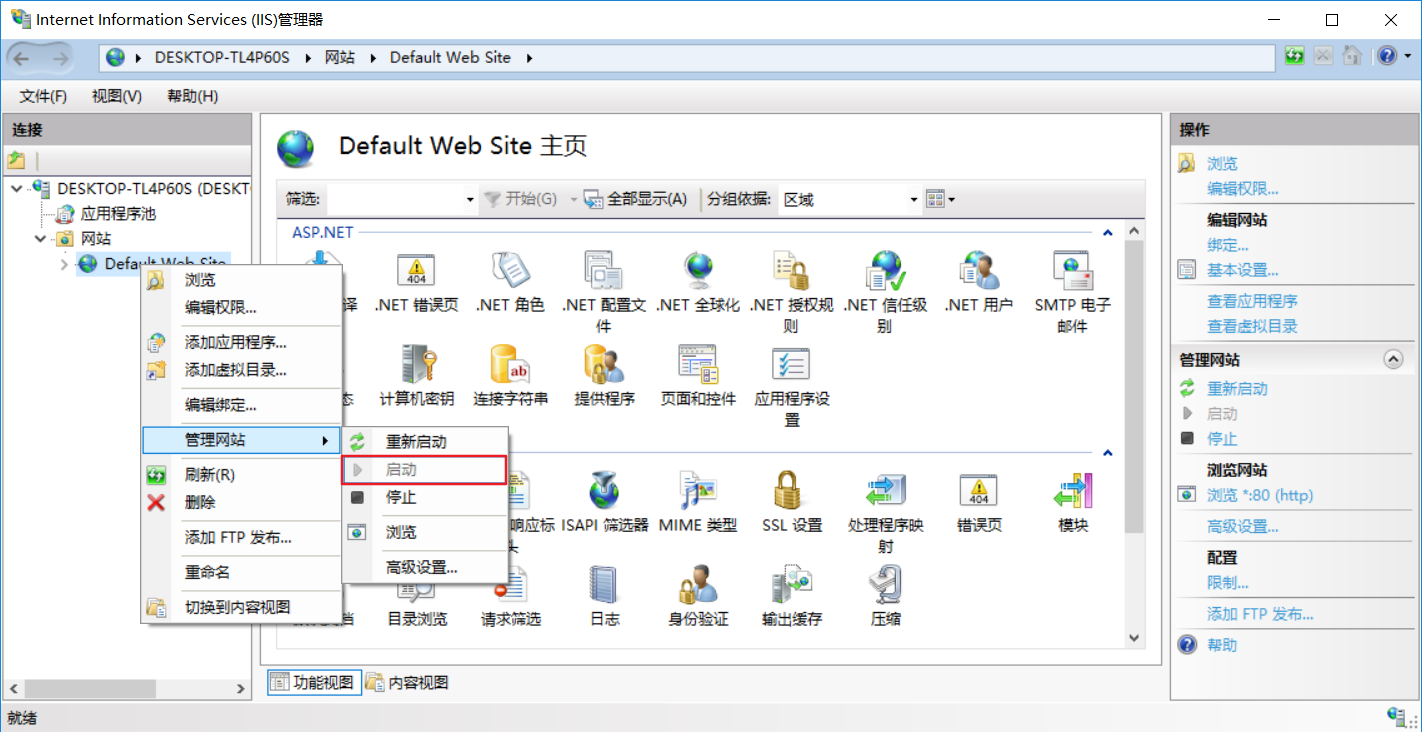 Internet Information Services (IIS)管理器
DESKTOP-TL4P60S
网站
Default Web Site
文件(F)
视图(V)
帮助(H)
连接
DESKTOP-TL4P60S (DESKT
应用程序池
网站
Default Web Site
浏览
编辑权限...
添加应用程序...
添加虚拟目录...
编辑绑定...
管理网站
刷新(R)
删除
添加 FTP 发布...
重命名
切换到内容视图
重新启动
启动
停止
浏览
高级设置...
Default Web Site 主页
筛选:
开始(G)
全部显示(A)
分组依据:
区域
ASP.NET
译
.NET 错误页
.NET 角色
.NET 配置文件
.NET 全球化
.NET 授权规则
.NET 信任级别
.NET 用户
SMTP 电子邮件
态
计算机密钥
连接字符串
提供程序
页面和控件
应用程序设置
响应标头
ISAPI 筛选器
MIME 类型
SSL 设置
处理程序映射
错误页
模块
目录浏览
请求筛选
日志
身份验证
输出缓存
压缩
功能视图
内容视图
操作
浏览
编辑权限...
编辑网站
绑定...
基本设置...
查看应用程序
查看虚拟目录
管理网站
重新启动
启动
停止
浏览网站
浏览 *:80 (http)
高级设置...
配置
限制...
添加 FTP 发布...
帮助
就绪